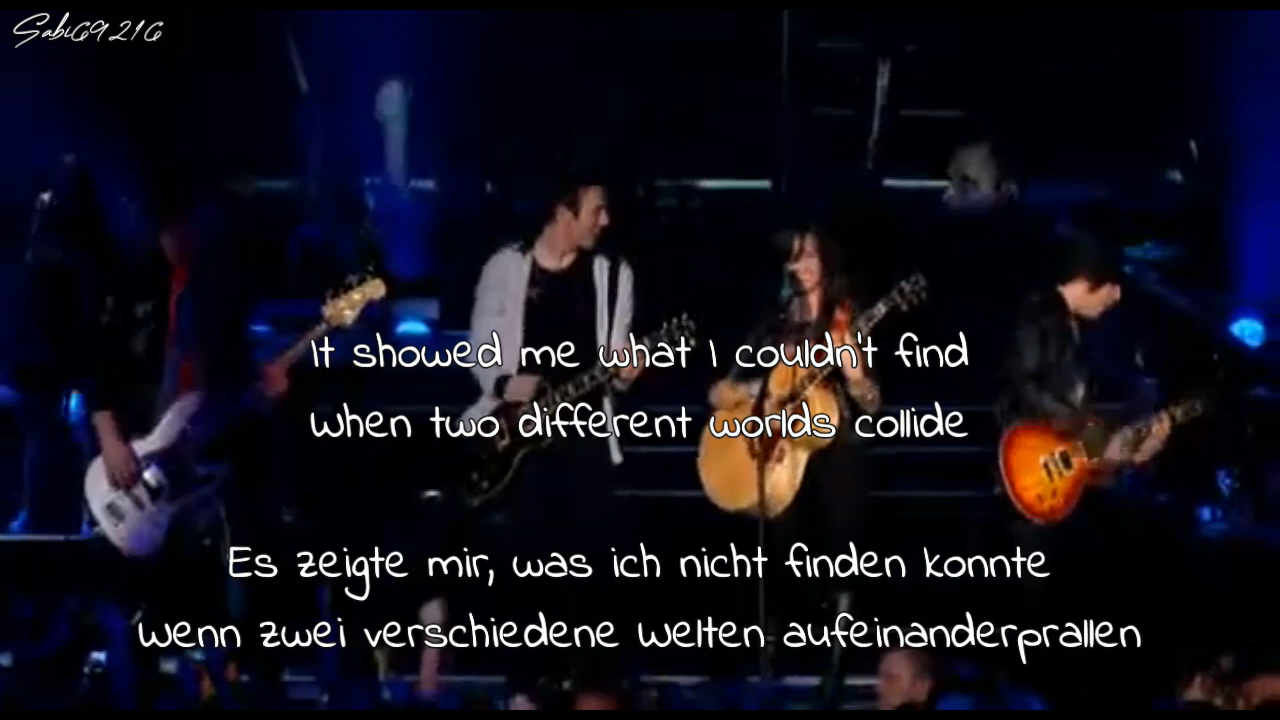 Sabi69216
It showed me what I couldn't find
When two different worlds collide
Es zeigte mir, was ich nicht finden konnte
Wenn zwei verschiedene Welten aufeinanderprallen